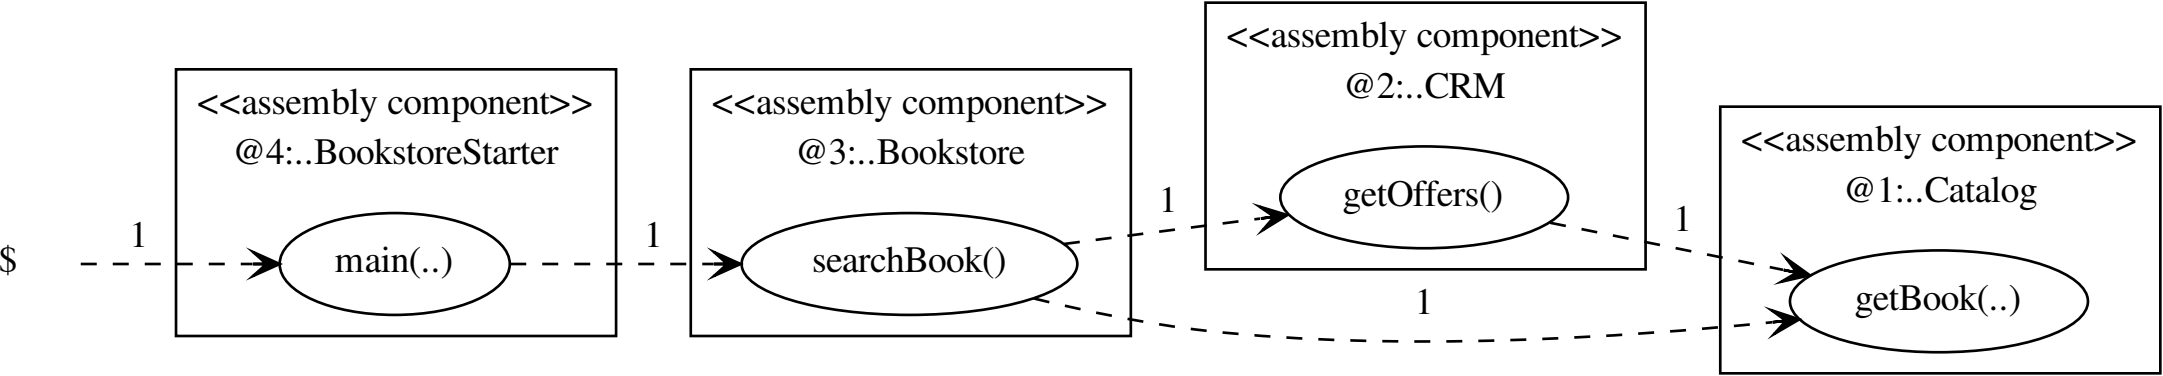 $
1
<<assembly component>>
@4:..BookstoreStarter
main(..)
1
<<assembly component>>
@3:..Bookstore
searchBook()
1
<<assembly component>>
@2:..CRM
getOffers()
1
1
<<assembly component>>
@1:..Catalog
getBook(..)